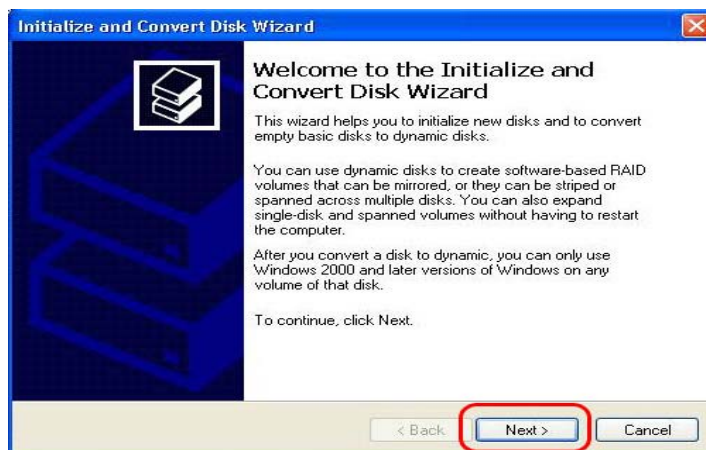 Initialize and Convert Disk Wizard
Welcome to the Initialize and
Convert Disk Wizard
This wizard helps you to initialize new disks and to convert
empty basic disks to dynamic disks.
You can use dynamic disks to create software-based RAID
volumes that can be mirrored, or they can be striped or
spanned across multiple disks. You can also expand
single-disk and spanned volumes without having to restart
the computer.
After you convert a disk to dynamic, you can only use
Windows 2000 and later versions of Windows on any
volume of that disk.
To continue, click Next.
< Back Next > Cancel